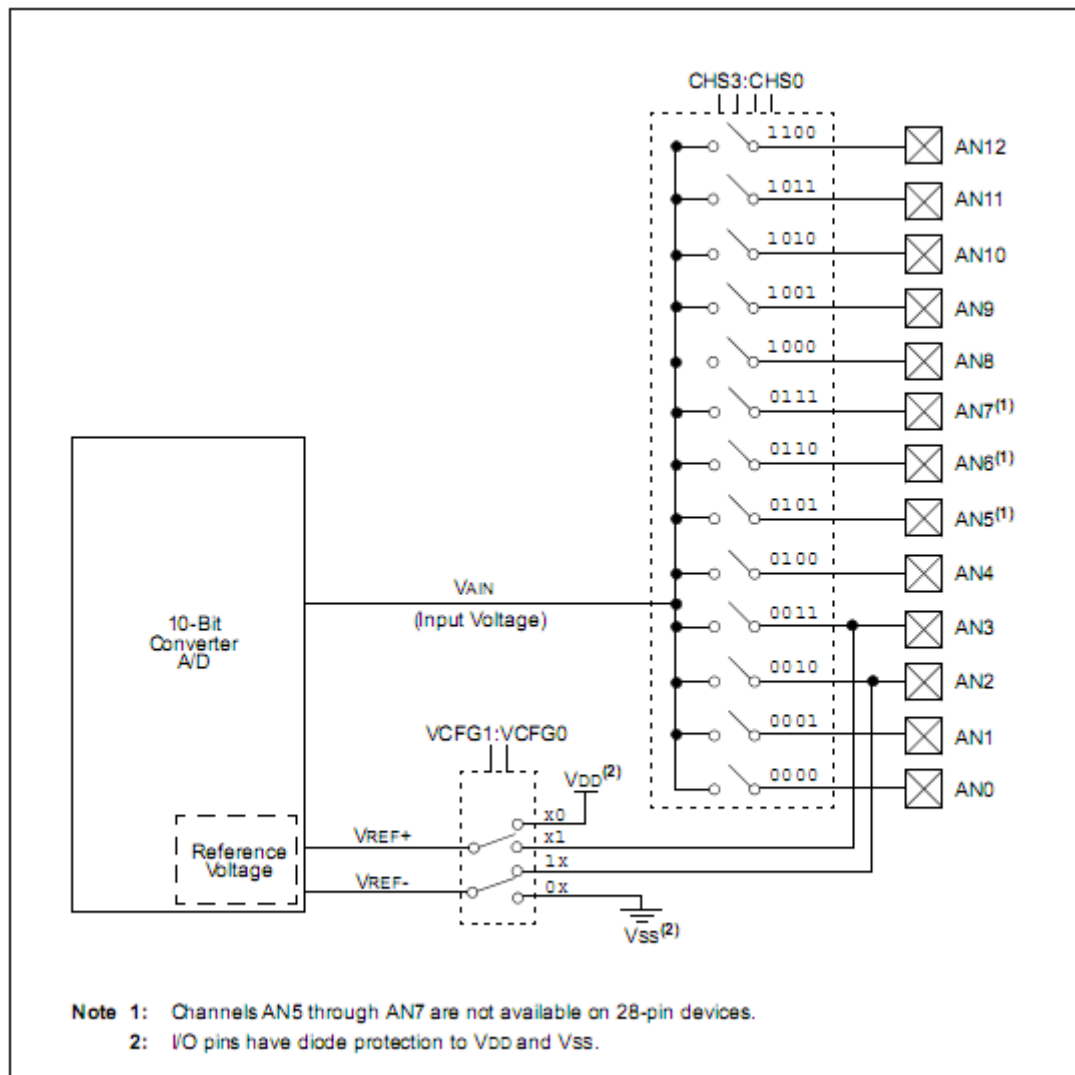 CHS3:CHS0
1100 AN12
1011 AN11
1010 AN10
1001 AN9
1000 AN8
0111 AN7(1)
0110 AN6(1)
0101 AN5(1)
0100 AN4
VAIN
(Input Voltage)
0011 AN3
10-Bit
Converter
A/D
0010 AN2
0001 AN1
VCFG1:VCFG0
0000 AN0
VDD(2)
x0
VREF+
x1
Reference
Voltage
1x
VREF-
0x
VSS(2)
Note 1: Channels AN5 through AN7 are not available on 28-pin devices.
2: I/O pins have diode protection to VDD and VSS.